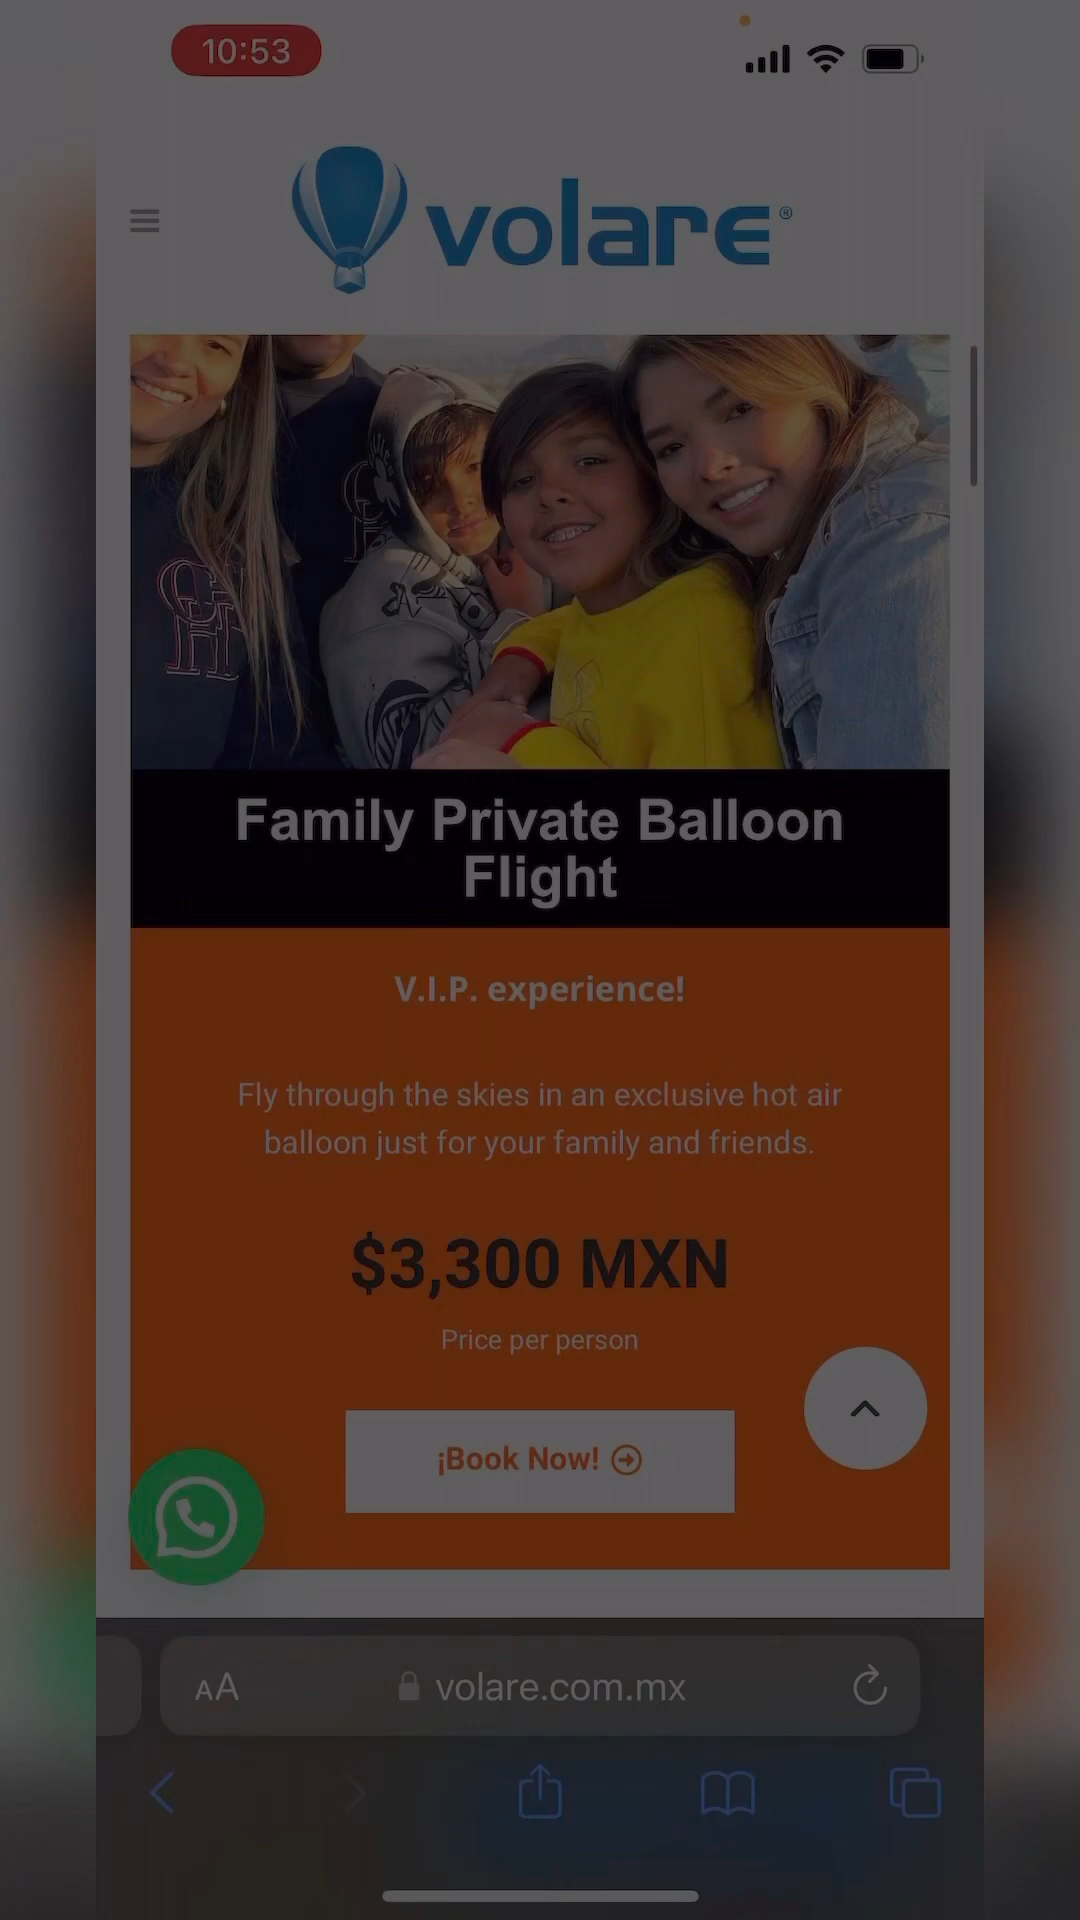 10:53
volare®
CH
Family Private Balloon
Flight
V.I.P. experience!
Fly through the skies in an exclusive hot air
balloon just for your family and friends.
$3,300 MXN
Price per person
¡Book Now!
AA
volare.com.mx